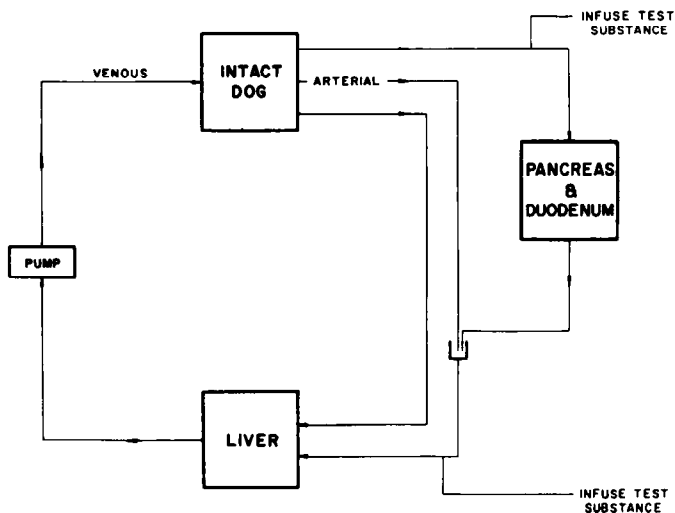 INFUSE TEST
SUBSTANCE
VENOUS
INTACT
DOG
ARTERIAL
PANCREAS
&
DUODENUM
PUMP
LIVER
INFUSE TEST
SUBSTANCE